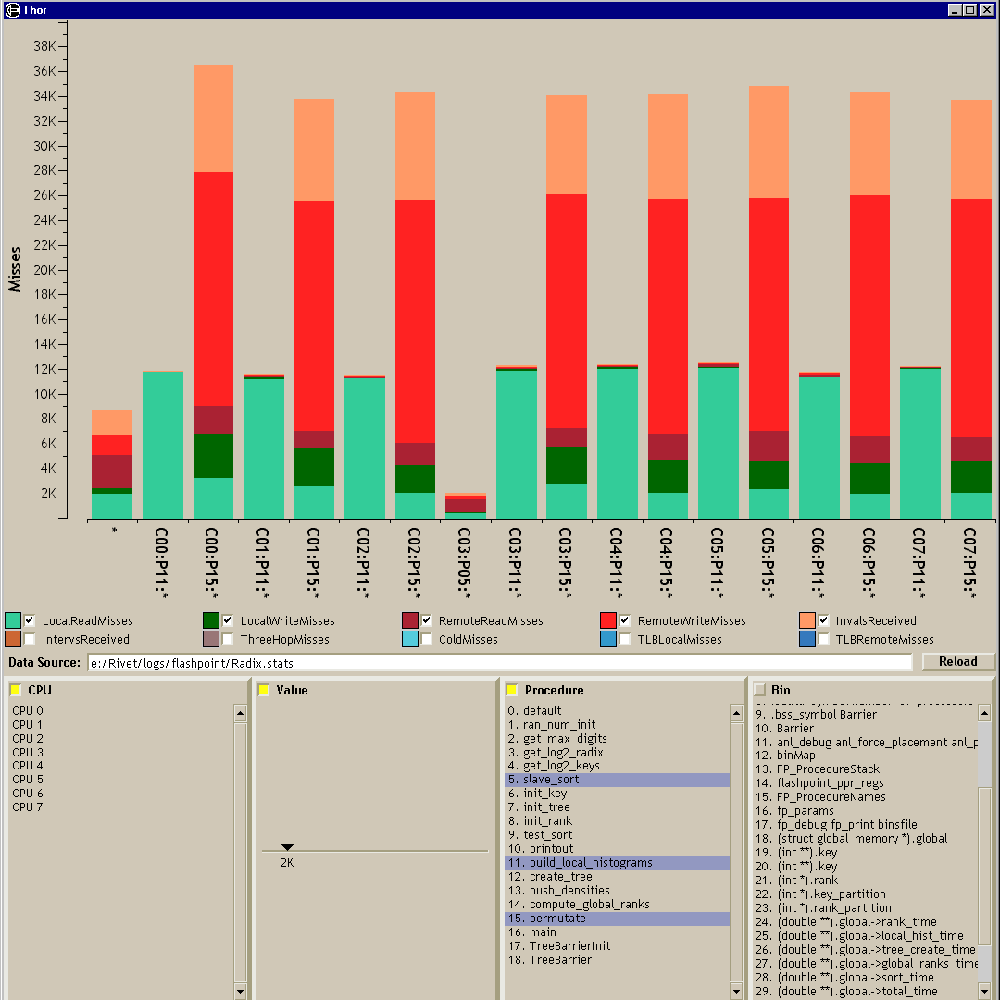 Thor
38K
36K
34K
32K
30K
28K
26K
24K
22K
20K
18K
16K
14K
12K
10K
8K
6K
4K
2K
Misses
*
C00:P11:*
C00:P15:*
C01:P11:*
C01:P15:*
C02:P11:*
C02:P15:*
C03:P05:*
C03:P11:*
C03:P15:*
C04:P11:*
C04:P15:*
C05:P11:*
C05:P15:*
C06:P11:*
C06:P15:*
C07:P11:*
C07:P15:*
LocalReadMisses LocalWriteMisses RemoteReadMisses RemoteWriteMisses InvalsReceived
IntervsReceived ThreeHopMisses ColdMisses TLBLocalMisses TLBRemoteMisses
Data Source: e:/Rivet/logs/flashpoint/Radix.stats Reload
CPU
CPU 0
CPU 1
CPU 2
CPU 3
CPU 4
CPU 5
CPU 6
CPU 7
Value
2K
Procedure
0. default
1. ran_num_init
2. get_max_digits
3. get_log2_radix
4. get_log2_keys
5. slave_sort
6. init_key
7. init_tree
8. init_rank
9. test_sort
10. printout
11. build_local_histograms
12. create_tree
13. push_densities
14. compute_global_ranks
15. permutate
16. main
17. TreeBarrierInit
18. TreeBarrier
Bin
9. .bss_symbol Barrier
10. Barrier
11. anl_debug anl_force_placement anl_p
12. binMap
13. FP_ProcedureStack
14. flashpoint_ppr_regs
15. FP_ProcedureNames
16. fp_params
17. fp_debug fp_print binsfile
18. (struct global_memory *).global
19. (int **).key
20. (int **).key
21. (int *).rank
22. (int *).key_partition
23. (int *).rank_partition
24. (double **).global->rank_time
25. (double **).global->local_hist_time
26. (double **).global->tree_create_time
27. (double **).global->global_ranks_time
28. (double **).global->sort_time
29. (double **).global->total_time